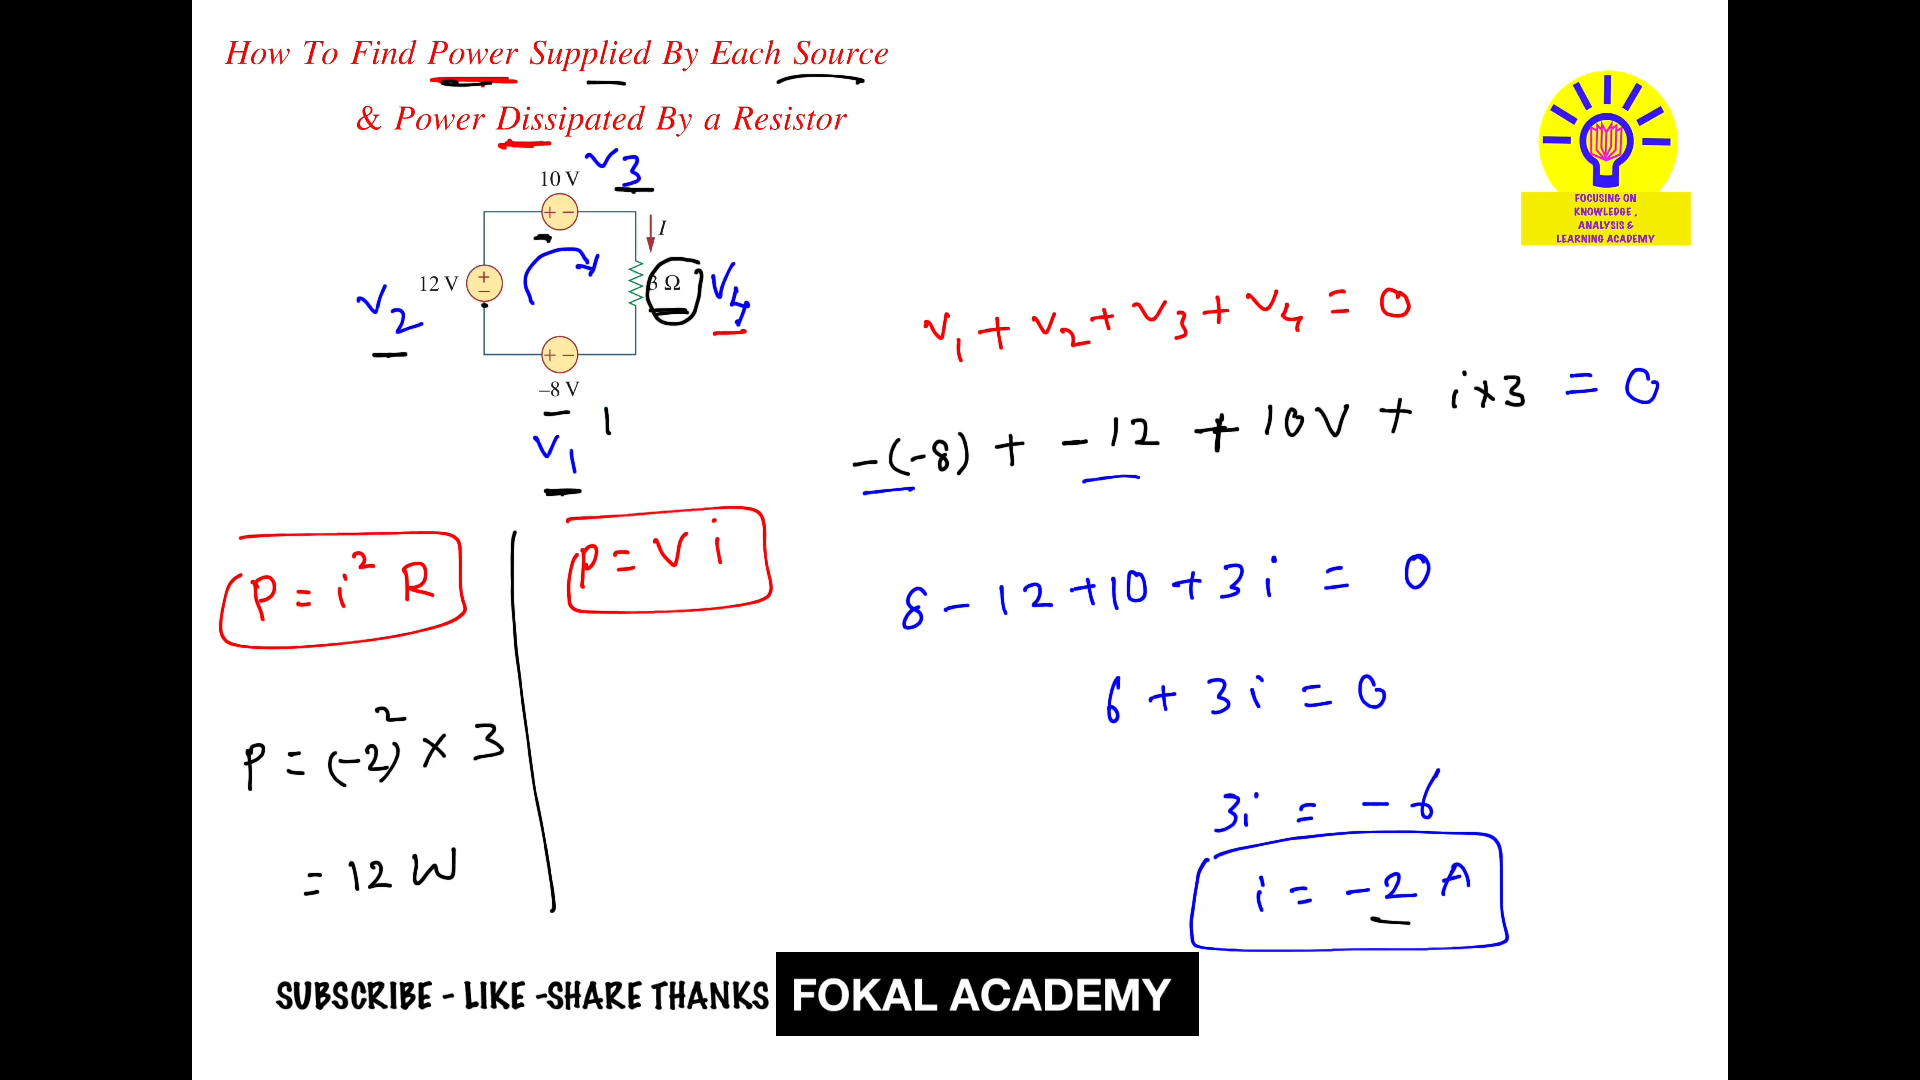 How To Find Power Supplied By Each Source
& Power Dissipated By a Resistor
FOCUSING ON
KNOWLEDGE ,
ANALYSIS &
LEARNING ACADEMY
V3
10 V
+ −
I
12 V
+
−
3 Ω
V2
V4
+ −
–8 V
V1
V1 + V2 + V3 + V4 = 0
-(-8) + -12 + 10V + i×3 = 0
P = i² R
P = V i
8 - 12 + 10 + 3i = 0
6 + 3i = 0
P = (-2)² × 3
3i = -6
= 12 W
i = -2 A
SUBSCRIBE - LIKE -SHARE THANKS
FOKAL ACADEMY